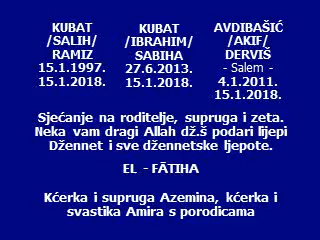 KUBAT
/SALIH/
RAMIZ
15.1.1997.
15.1.2018.
KUBAT
/IBRAHIM/
SABIHA
27.6.2013.
15.1.2018.
AVDIBAŠIĆ
/AKIF/
DERVIŠ
- Salem -
4.1.2011.
15.1.2018.
Sjećanje na roditelje, supruga i zeta.
Neka vam dragi Allah dž.š podari lijepi
Džennet i sve džennetske ljepote.
EL - FĀTIHA
Kćerka i supruga Azemina, kćerka i
svastika Amira s porodicama